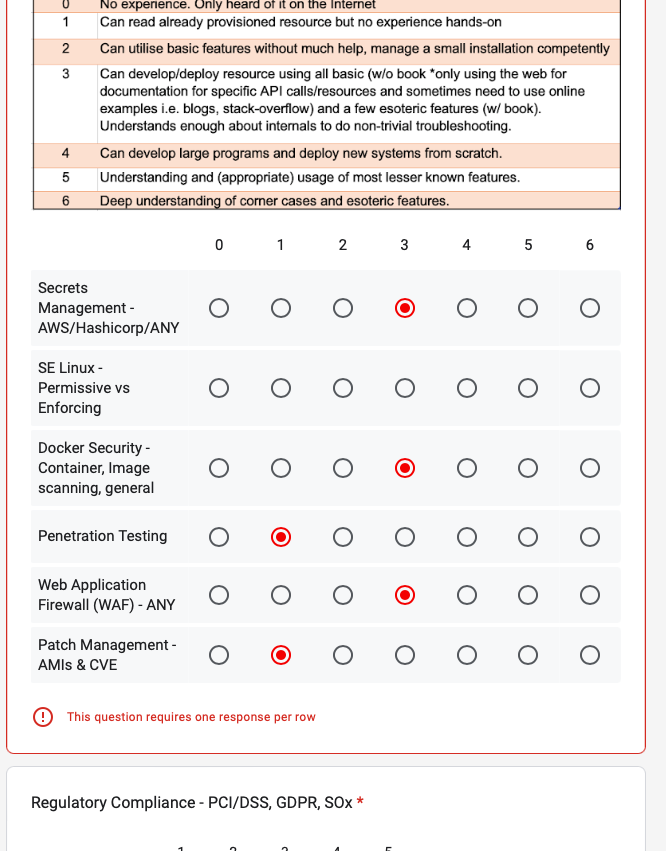 0 No experience. Only heard of it on the Internet
1 Can read already provisioned resource but no experience hands-on
2 Can utilise basic features without much help, manage a small installation competently
3 Can develop/deploy resource using all basic (w/o book *only using the web for
documentation for specific API calls/resources and sometimes need to use online
examples i.e. blogs, stack-overflow) and a few esoteric features (w/ book).
Understands enough about internals to do non-trivial troubleshooting.
4 Can develop large programs and deploy new systems from scratch.
5 Understanding and (appropriate) usage of most lesser known features.
6 Deep understanding of corner cases and esoteric features.
0 1 2 3 4 5 6
Secrets
Management -
AWS/Hashicorp/ANY
SE Linux -
Permissive vs
Enforcing
Docker Security -
Container, Image
scanning, general
Penetration Testing
Web Application
Firewall (WAF) - ANY
Patch Management -
AMIs & CVE
This question requires one response per row
Regulatory Compliance - PCI/DSS, GDPR, SOx *
1 2 3 4 5